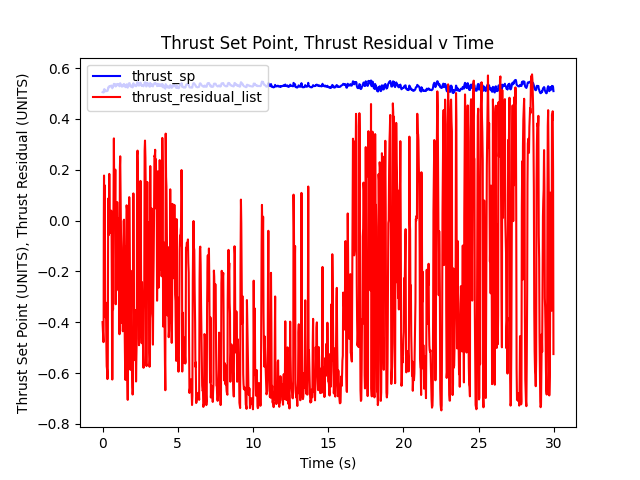 Thrust Set Point, Thrust Residual v Time
thrust_sp
thrust_residual_list
Thrust Set Point (UNITS), Thrust Residual (UNITS)
0.6
0.4
0.2
0.0
−0.2
−0.4
−0.6
−0.8
0 5 10 15 20 25 30
Time (s)